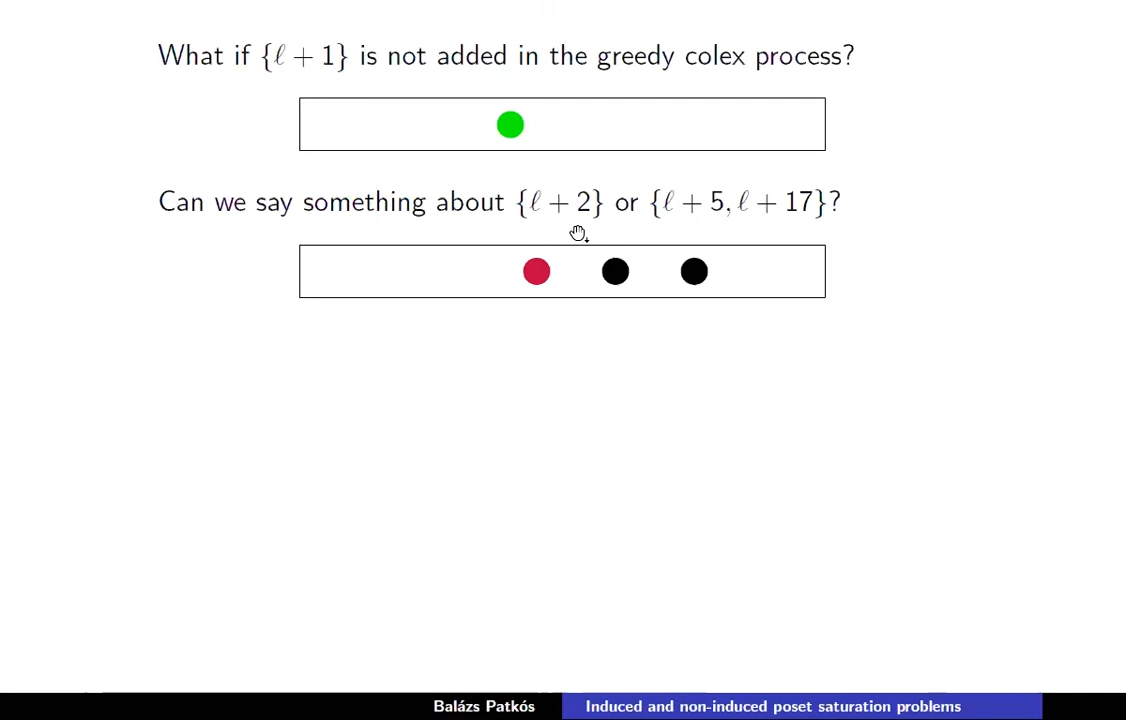 What if {ℓ + 1} is not added in the greedy colex process?
Can we say something about {ℓ + 2} or {ℓ + 5, ℓ + 17}?
Balázs Patkós Induced and non-induced poset saturation problems